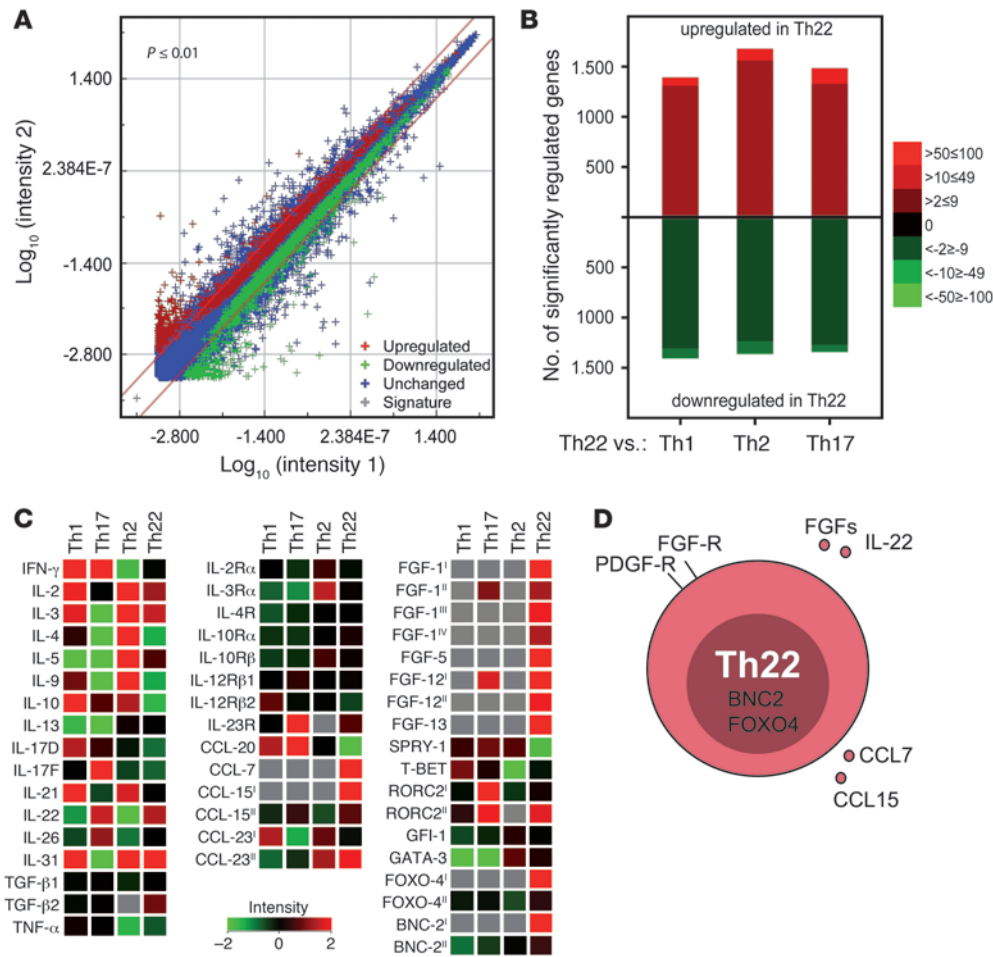 A
P ≤ 0.01
1.400
2.384E-7
-1.400
-2.800
Log10 (intensity 2)
Upregulated
Downregulated
Unchanged
Signature
-2.800 -1.400 2.384E-7 1.400
Log10 (intensity 1)
B
upregulated in Th22
1.500
1000
500
500
1000
1.500
No. of significantly regulated genes
downregulated in Th22
Th22 vs.: Th1 Th2 Th17
>50≤100
>10≤49
>2≤9
0
<-2≥-9
<-10≥-49
<-50≥-100
C
Th1 Th17 Th2 Th22
IFN-γ
IL-2
IL-3
IL-4
IL-5
IL-9
IL-10
IL-13
IL-17D
IL-17F
IL-21
IL-22
IL-26
IL-31
TGF-β1
TGF-β2
TNF-α
Th1 Th17 Th2 Th22
IL-2Rα
IL-3Rα
IL-4R
IL-10Rα
IL-10Rβ
IL-12Rβ1
IL-12Rβ2
IL-23R
CCL-20
CCL-7
CCL-15I
CCL-15II
CCL-23I
CCL-23II
Intensity
−2 0 2
Th1 Th17 Th2 Th22
FGF-1I
FGF-1II
FGF-1III
FGF-1IV
FGF-5
FGF-12I
FGF-12II
FGF-13
SPRY-1
T-BET
RORC2I
RORC2II
GFI-1
GATA-3
FOXO-4I
FOXO-4II
BNC-2I
BNC-2II
D
FGFs
IL-22
FGF-R
PDGF-R
Th22
BNC2
FOXO4
CCL7
CCL15